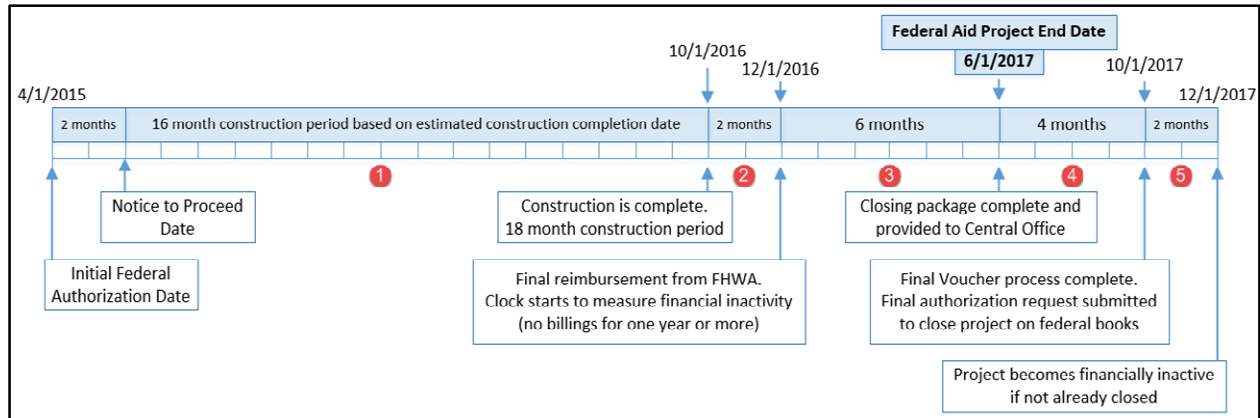 Federal Aid Project End Date
6/1/2017
10/1/2016
12/1/2016
10/1/2017
4/1/2015
12/1/2017
2 months
16 month construction period based on estimated construction completion date
2 months
6 months
4 months
2 months
1
2
3
4
5
Notice to Proceed
Date
Construction is complete.
18 month construction period
Closing package complete and
provided to Central Office
Initial Federal
Authorization Date
Final reimbursement from FHWA.
Clock starts to measure financial inactivity
(no billings for one year or more)
Final Voucher process complete.
Final authorization request submitted
to close project on federal books
Project becomes financially inactive
if not already closed